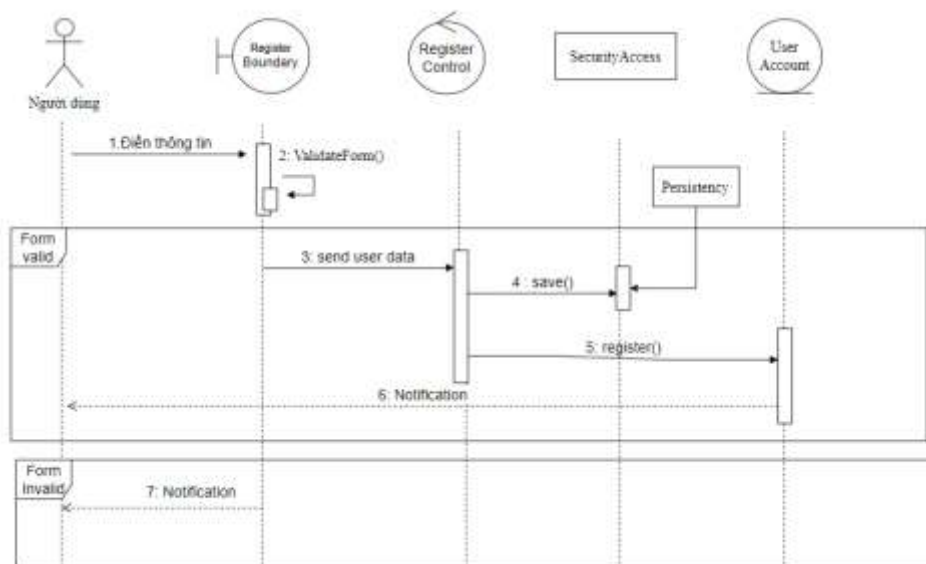 Register
Boundary
Register
Control
SecurityAccess
User
Account
Người dùng
1.Điền thông tin
2: ValidateForm()
Persistency
Form
valid
3: send user data
4 : save()
5: register()
6: Notification
Form
Invalid
7: Notification